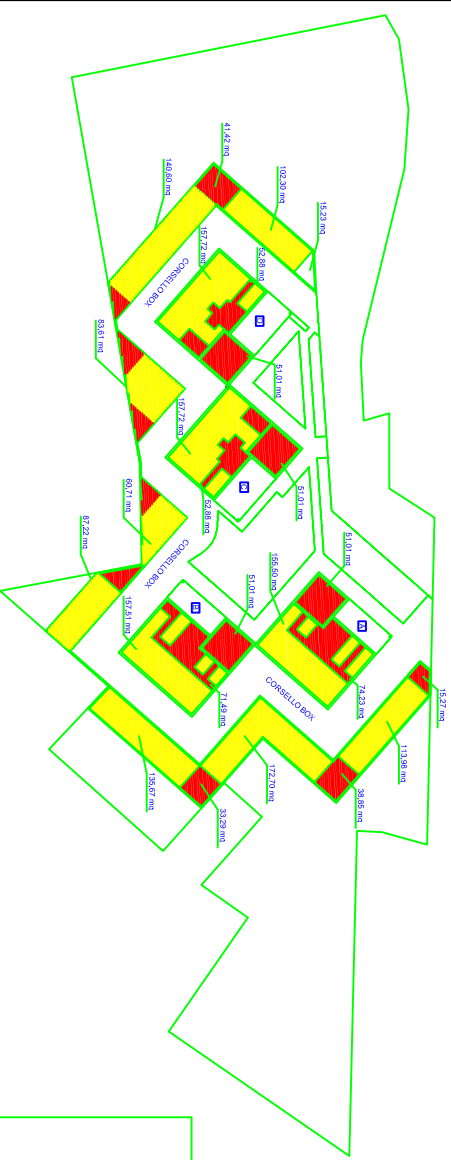 41,42 mq
102,30 mq
140,60 mq
15,23 mq
157,72 mq
52,88 mq
CORSELLO BOX
D
83,61 mq
51,01 mq
157,72 mq
C
51,01 mq
52,88 mq
60,71 mq
87,22 mq
CORSELLO BOX
51,01 mq
155,50 mq
51,01 mq
157,51 mq
B
A
71,49 mq
74,23 mq
CORSELLO BOX
15,27 mq
113,98 mq
172,70 mq
135,67 mq
38,85 mq
33,29 mq